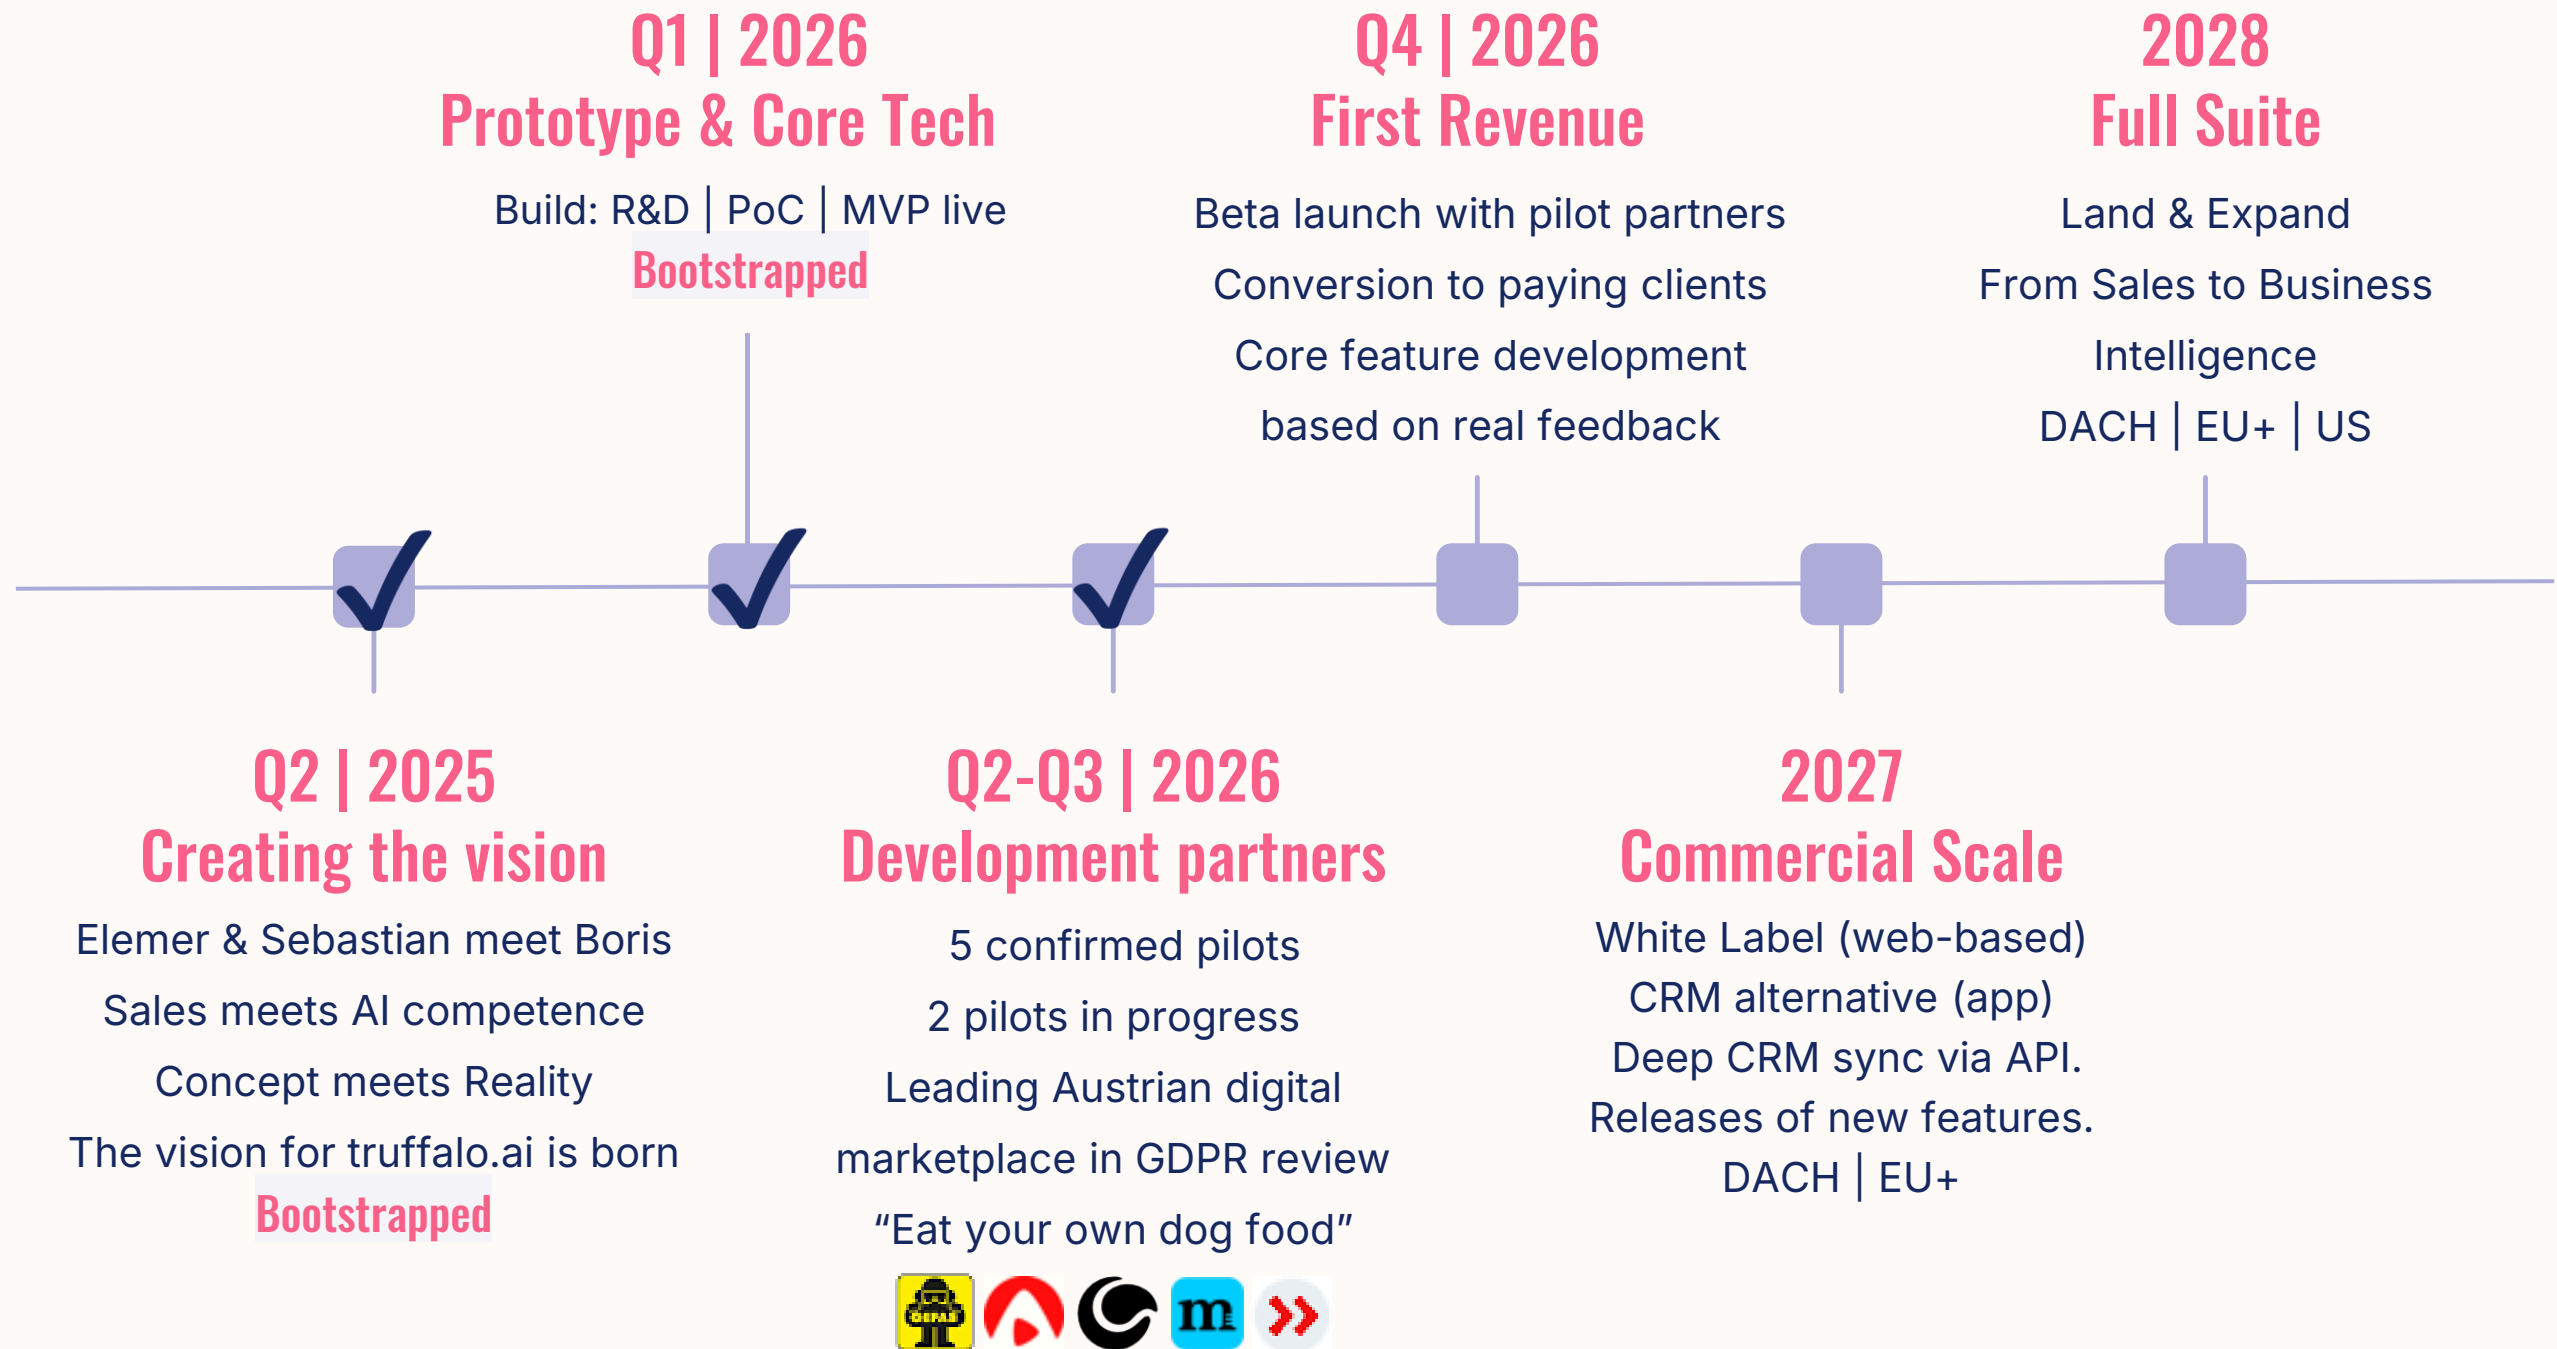 Q1 | 2026
Prototype & Core Tech
Build: R&D | PoC | MVP live
Bootstrapped
Q4 | 2026
First Revenue
Beta launch with pilot partners
Conversion to paying clients
Core feature development
based on real feedback
2028
Full Suite
Land & Expand
From Sales to Business
Intelligence
DACH | EU+ | US
Q2 | 2025
Creating the vision
Elemer & Sebastian meet Boris
Sales meets AI competence
Concept meets Reality
The vision for truffalo.ai is born
Bootstrapped
Q2-Q3 | 2026
Development partners
5 confirmed pilots
2 pilots in progress
Leading Austrian digital
marketplace in GDPR review
“Eat your own dog food”
m
2027
Commercial Scale
White Label (web-based)
CRM alternative (app)
Deep CRM sync via API.
Releases of new features.
DACH | EU+